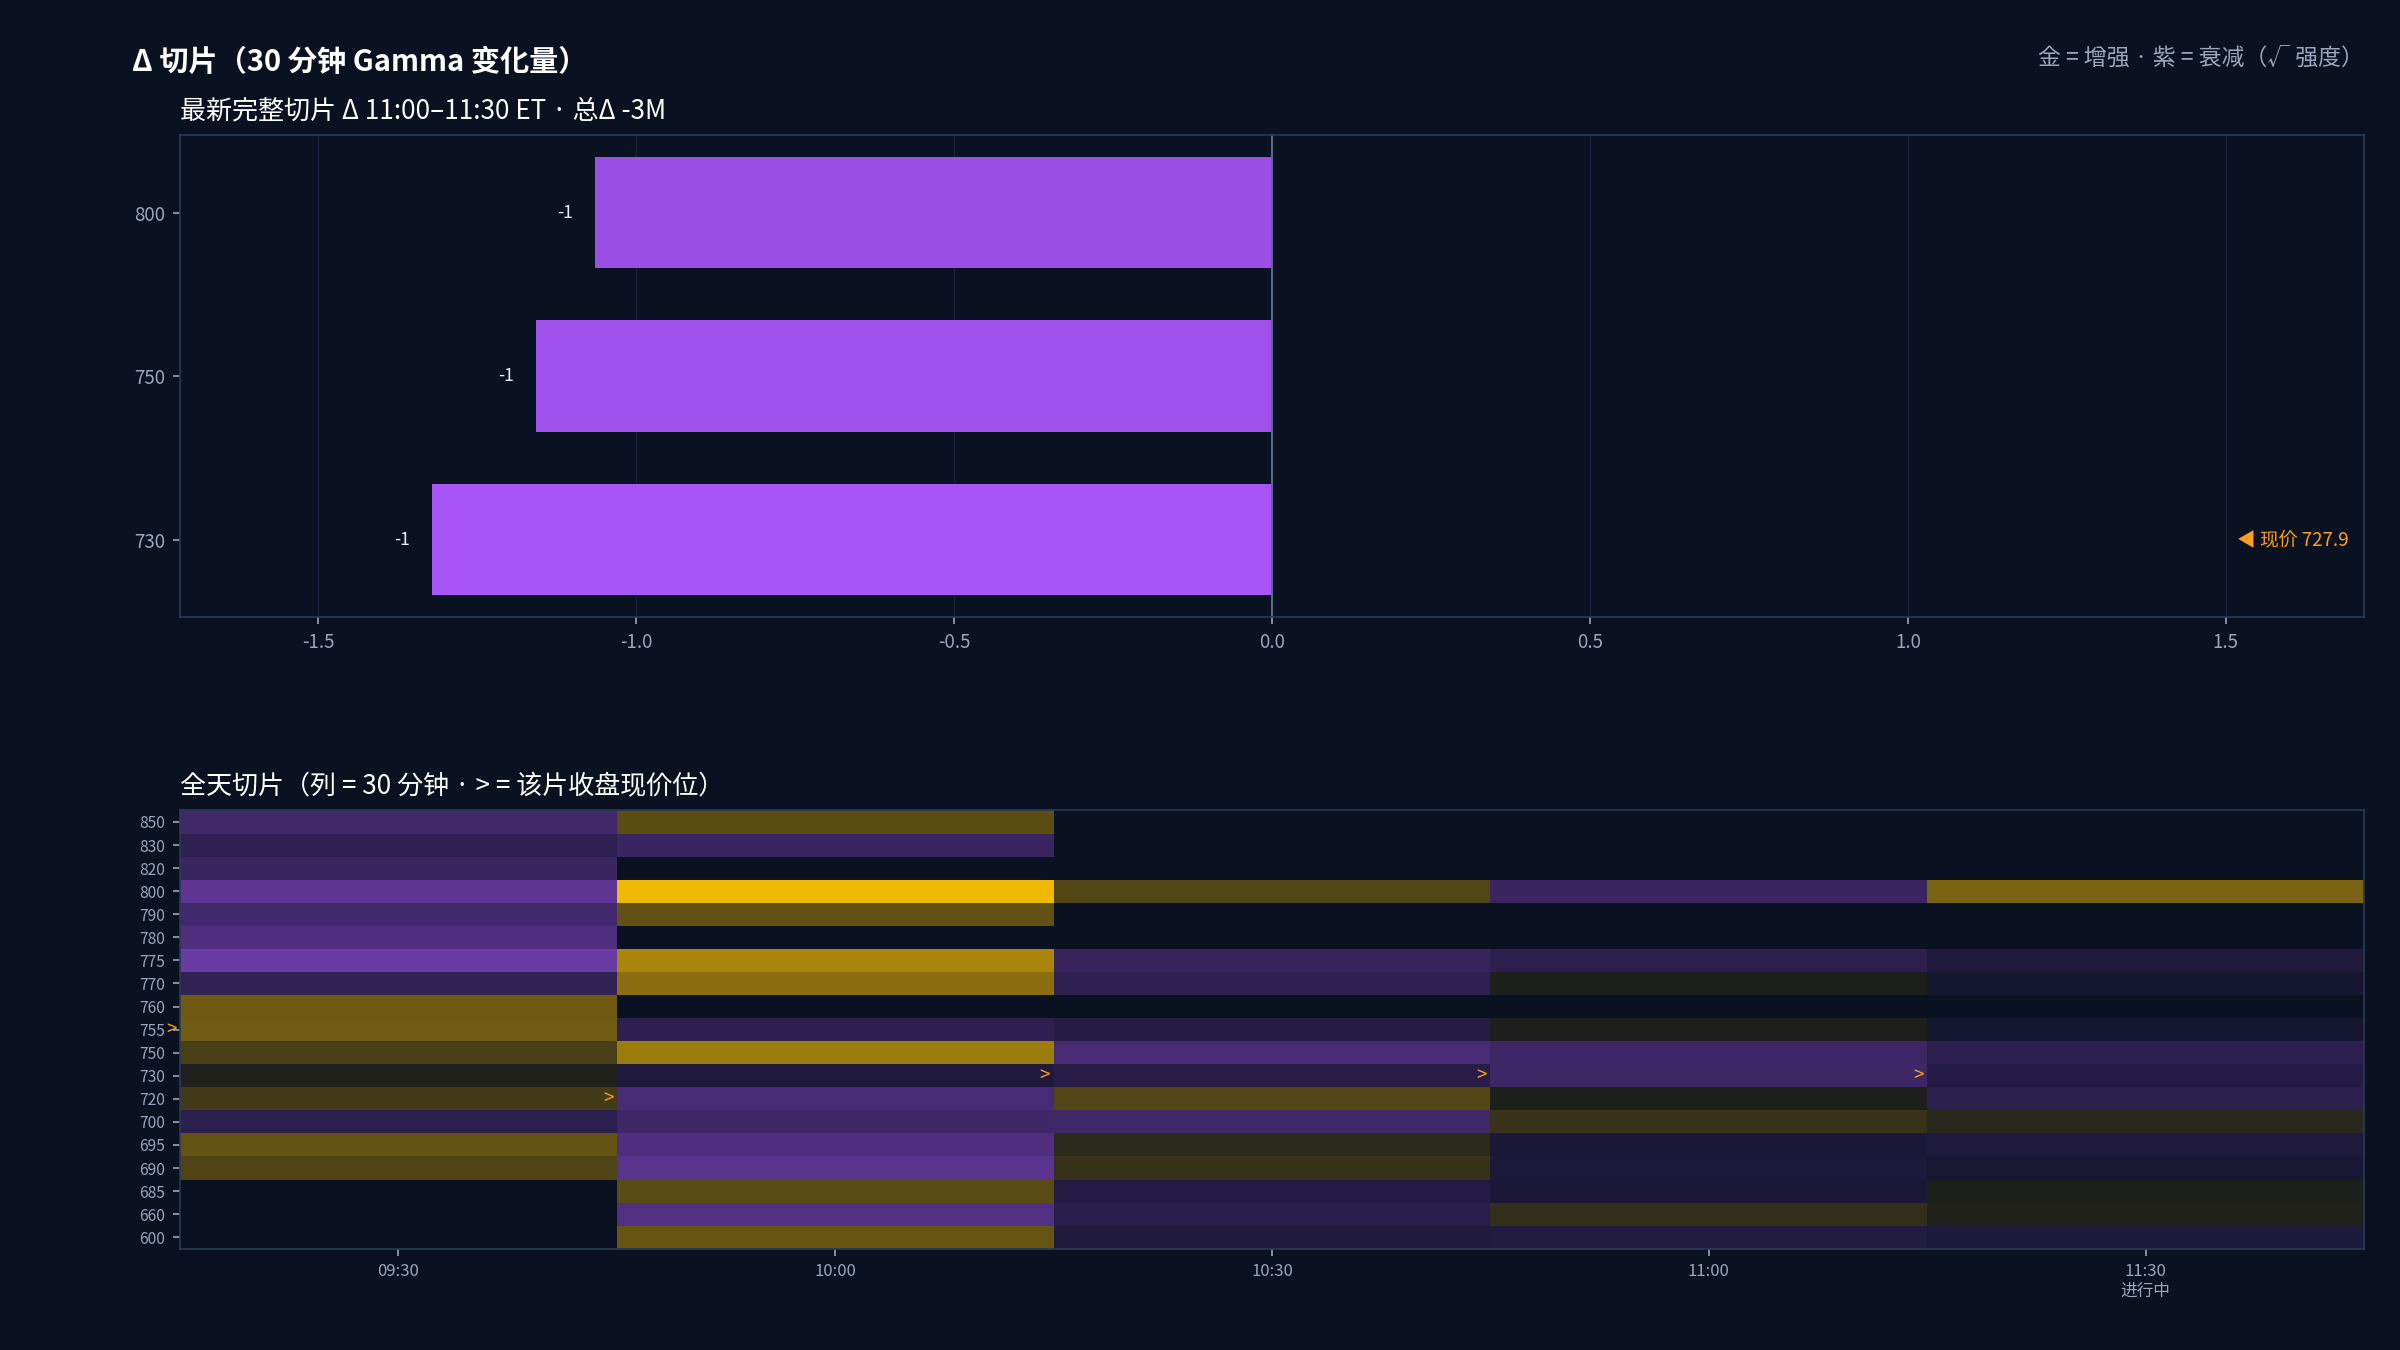 Δ 切片（30 分钟 Gamma 变化量）
金 = 增强 · 紫 = 衰减（√ 强度）
最新完整切片 Δ 11:00–11:30 ET · 总Δ -3M
800
-1
750
-1
730
-1
◀ 现价 727.9
-1.5 -1.0 -0.5 0.0 0.5 1.0 1.5
全天切片（列 = 30 分钟 · > = 该片收盘现价位）
850
830
820
800
790
780
775
770
760
755 >
750
730 > > >
720 >
700
695
690
685
660
600
09:30 10:00 10:30 11:00 11:30
进行中